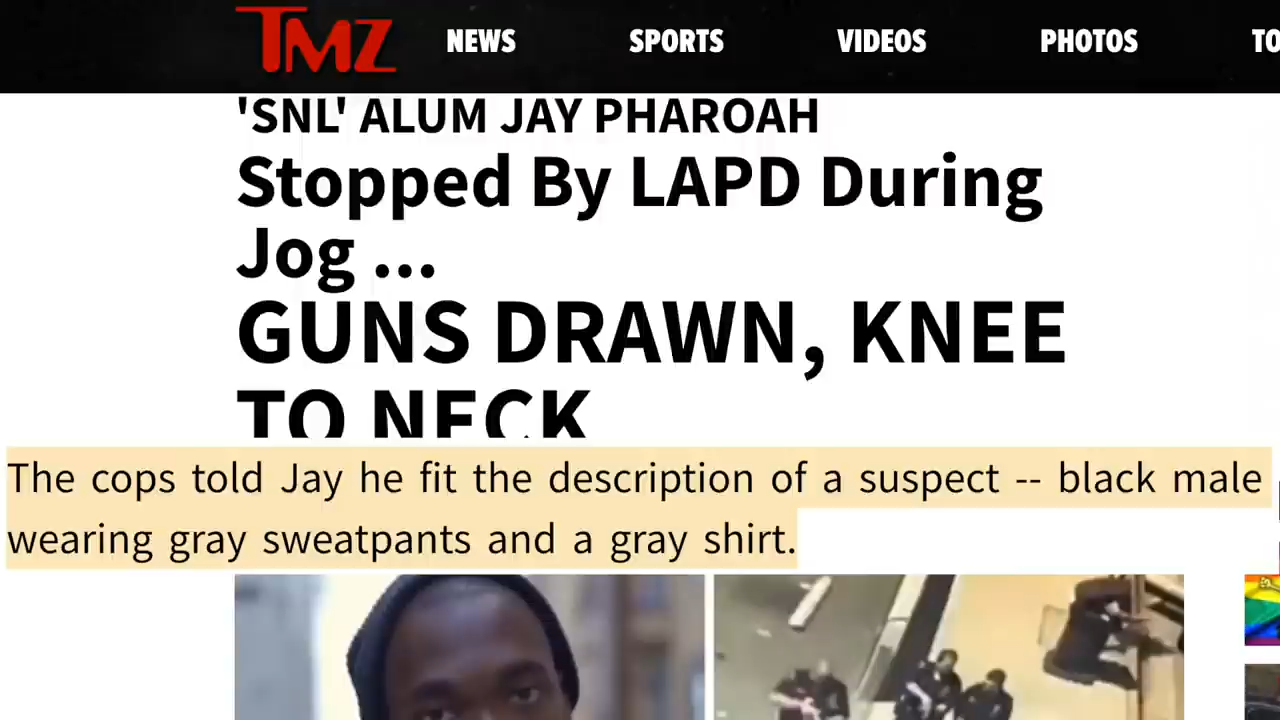 TMZ NEWS SPORTS VIDEOS PHOTOS TO
'SNL' ALUM JAY PHAROAH
Stopped By LAPD During
Jog ...
GUNS DRAWN, KNEE
TO NECK
The cops told Jay he fit the description of a suspect -- black male
wearing gray sweatpants and a gray shirt.